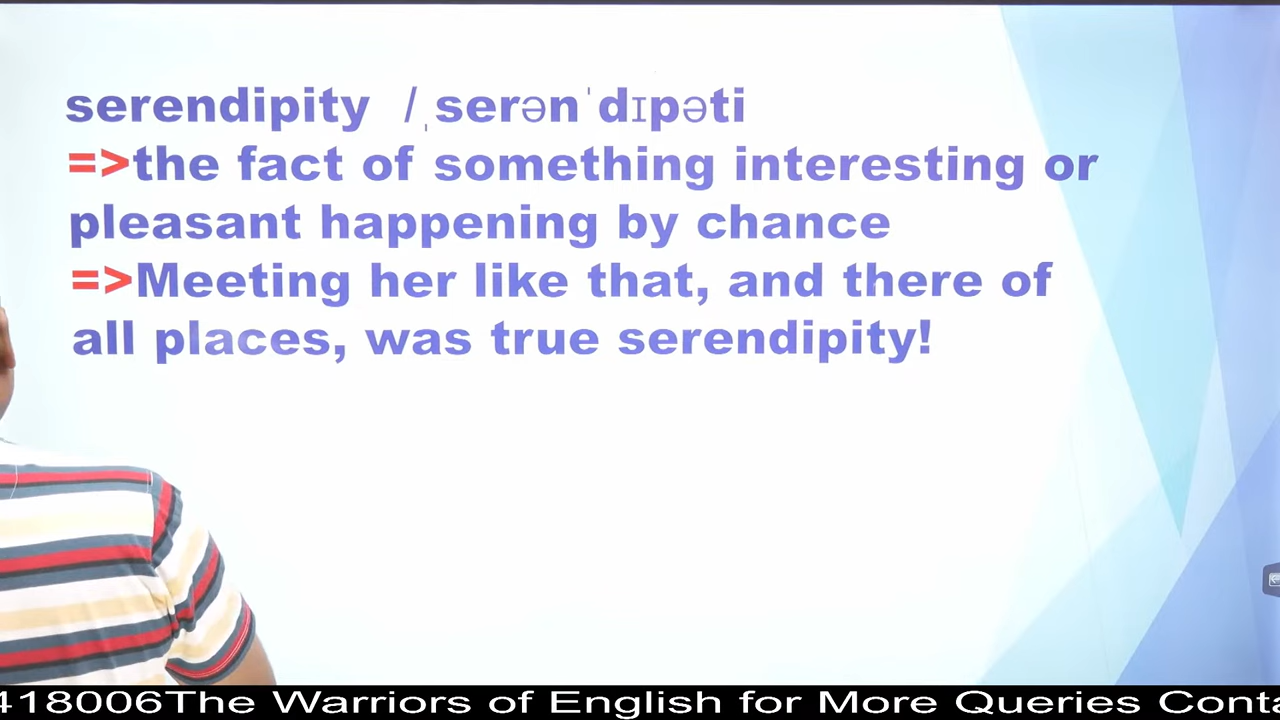 serendipity /ˌserənˈdɪpəti
=>the fact of something interesting or
pleasant happening by chance
=>Meeting her like that, and there of
all places, was true serendipity!
418006The Warriors of English for More Queries Conta